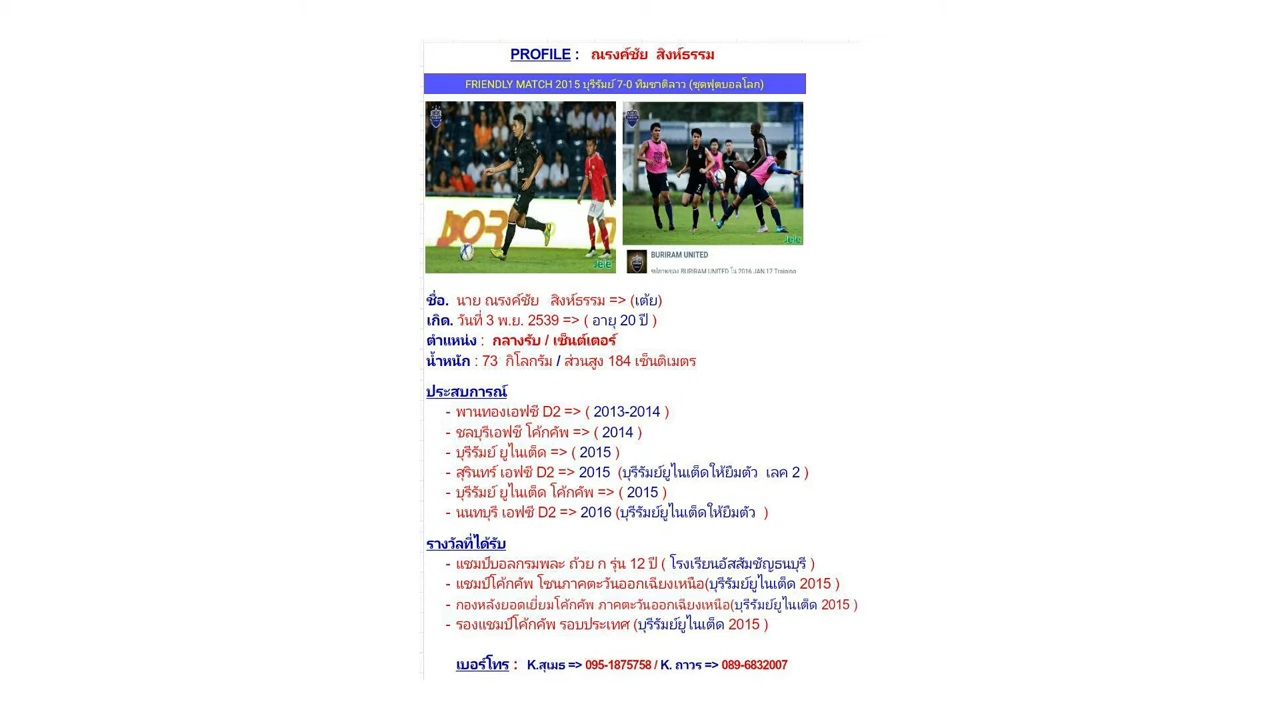 PROFILE : ณรงค์ชัย สิงห์ธรรม
FRIENDLY MATCH 2015 บุรีรัมย์ 7-0 ทีมชาติลาว (ชุดฟุตบอลโลก)
BOR
JeJe
JeJe
BURIRAM UNITED
BURIRAM UNITED ใน 2016 JAN 17 Training
ชื่อ. นาย ณรงค์ชัย สิงห์ธรรม => (เต้ย)
เกิด. วันที่ 3 พ.ย. 2539 => ( อายุ 20 ปี )
ตำแหน่ง : กลางรับ / เซ็นต์เตอร์
น้ำหนัก : 73 กิโลกรัม / ส่วนสูง 184 เซ็นติเมตร
ประสบการณ์
- พานทองเอฟซี D2 => ( 2013-2014 )
- ชลบุรีเอฟซี โค้กคัพ => ( 2014 )
- บุรีรัมย์ ยูไนเต็ด => ( 2015 )
- สุรินทร์ เอฟซี D2 => 2015 (บุรีรัมย์ยูไนเต็ดให้ยืมตัว เลค 2 )
- บุรีรัมย์ ยูไนเต็ด โค้กคัพ => ( 2015 )
- นนทบุรี เอฟซี D2 => 2016 (บุรีรัมย์ยูไนเต็ดให้ยืมตัว )
รางวัลที่ได้รับ
- แชมป์บอลกรมพละ ถ้วย ก รุ่น 12 ปี ( โรงเรียนอัสสัมชัญธนบุรี )
- แชมป์โค้กคัพ โซนภาคตะวันออกเฉียงเหนือ(บุรีรัมย์ยูไนเต็ด 2015 )
- กองหลังยอดเยี่ยมโค้กคัพ ภาคตะวันออกเฉียงเหนือ(บุรีรัมย์ยูไนเต็ด 2015 )
- รองแชมป์โค้กคัพ รอบประเทศ (บุรีรัมย์ยูไนเต็ด 2015 )
เบอร์โทร : K.สุเมธ => 095-1875758 / K. ถาวร => 089-6832007